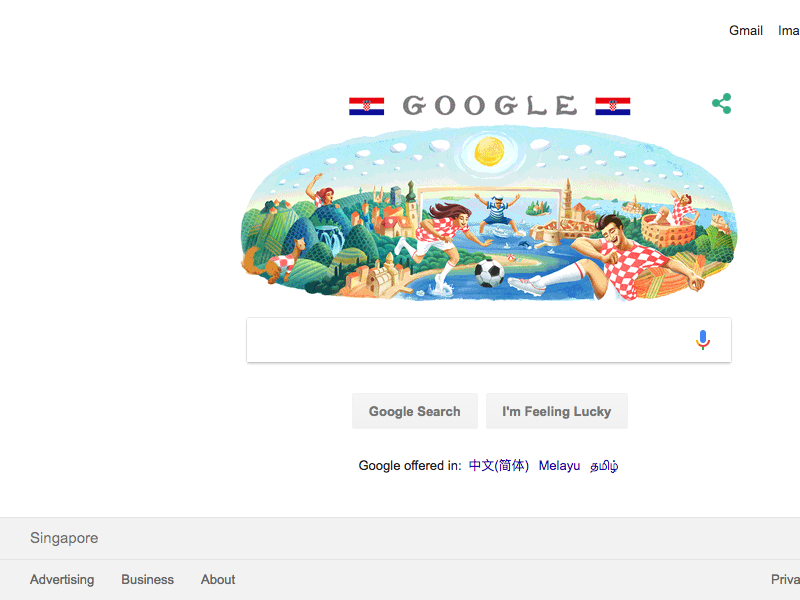 Gmail Ima
GOOGLE
Google Search I'm Feeling Lucky
Google offered in: 中文(简体) Melayu தமிழ்
Singapore
Advertising Business About Priva